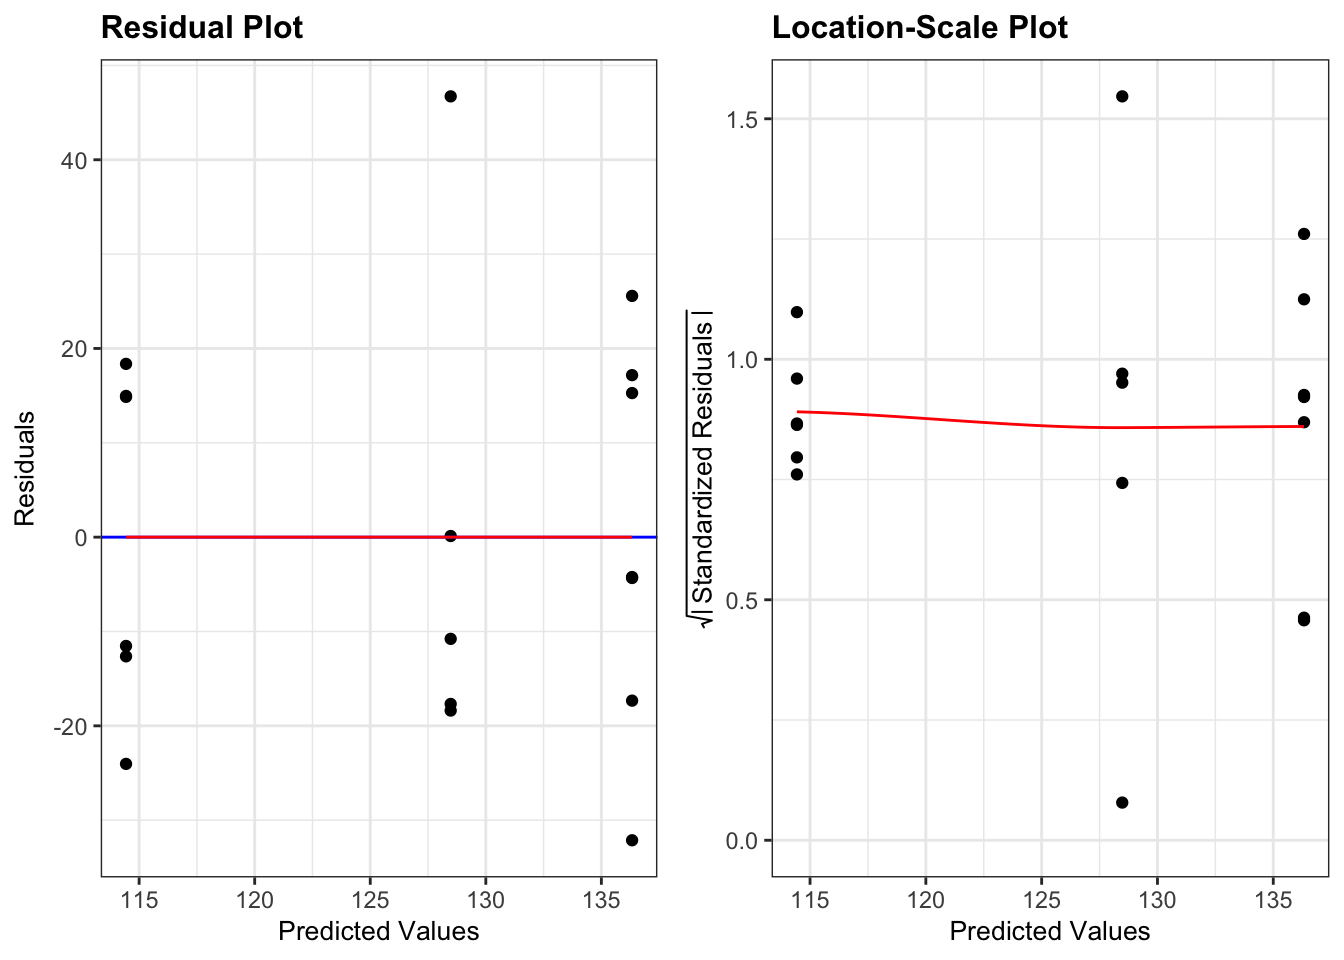 Residual Plot
Residuals
40
20
0
-20
115 120 125 130 135
Predicted Values
Location-Scale Plot
√| Standardized Residuals |
1.5
1.0
0.5
0.0
115 120 125 130 135
Predicted Values